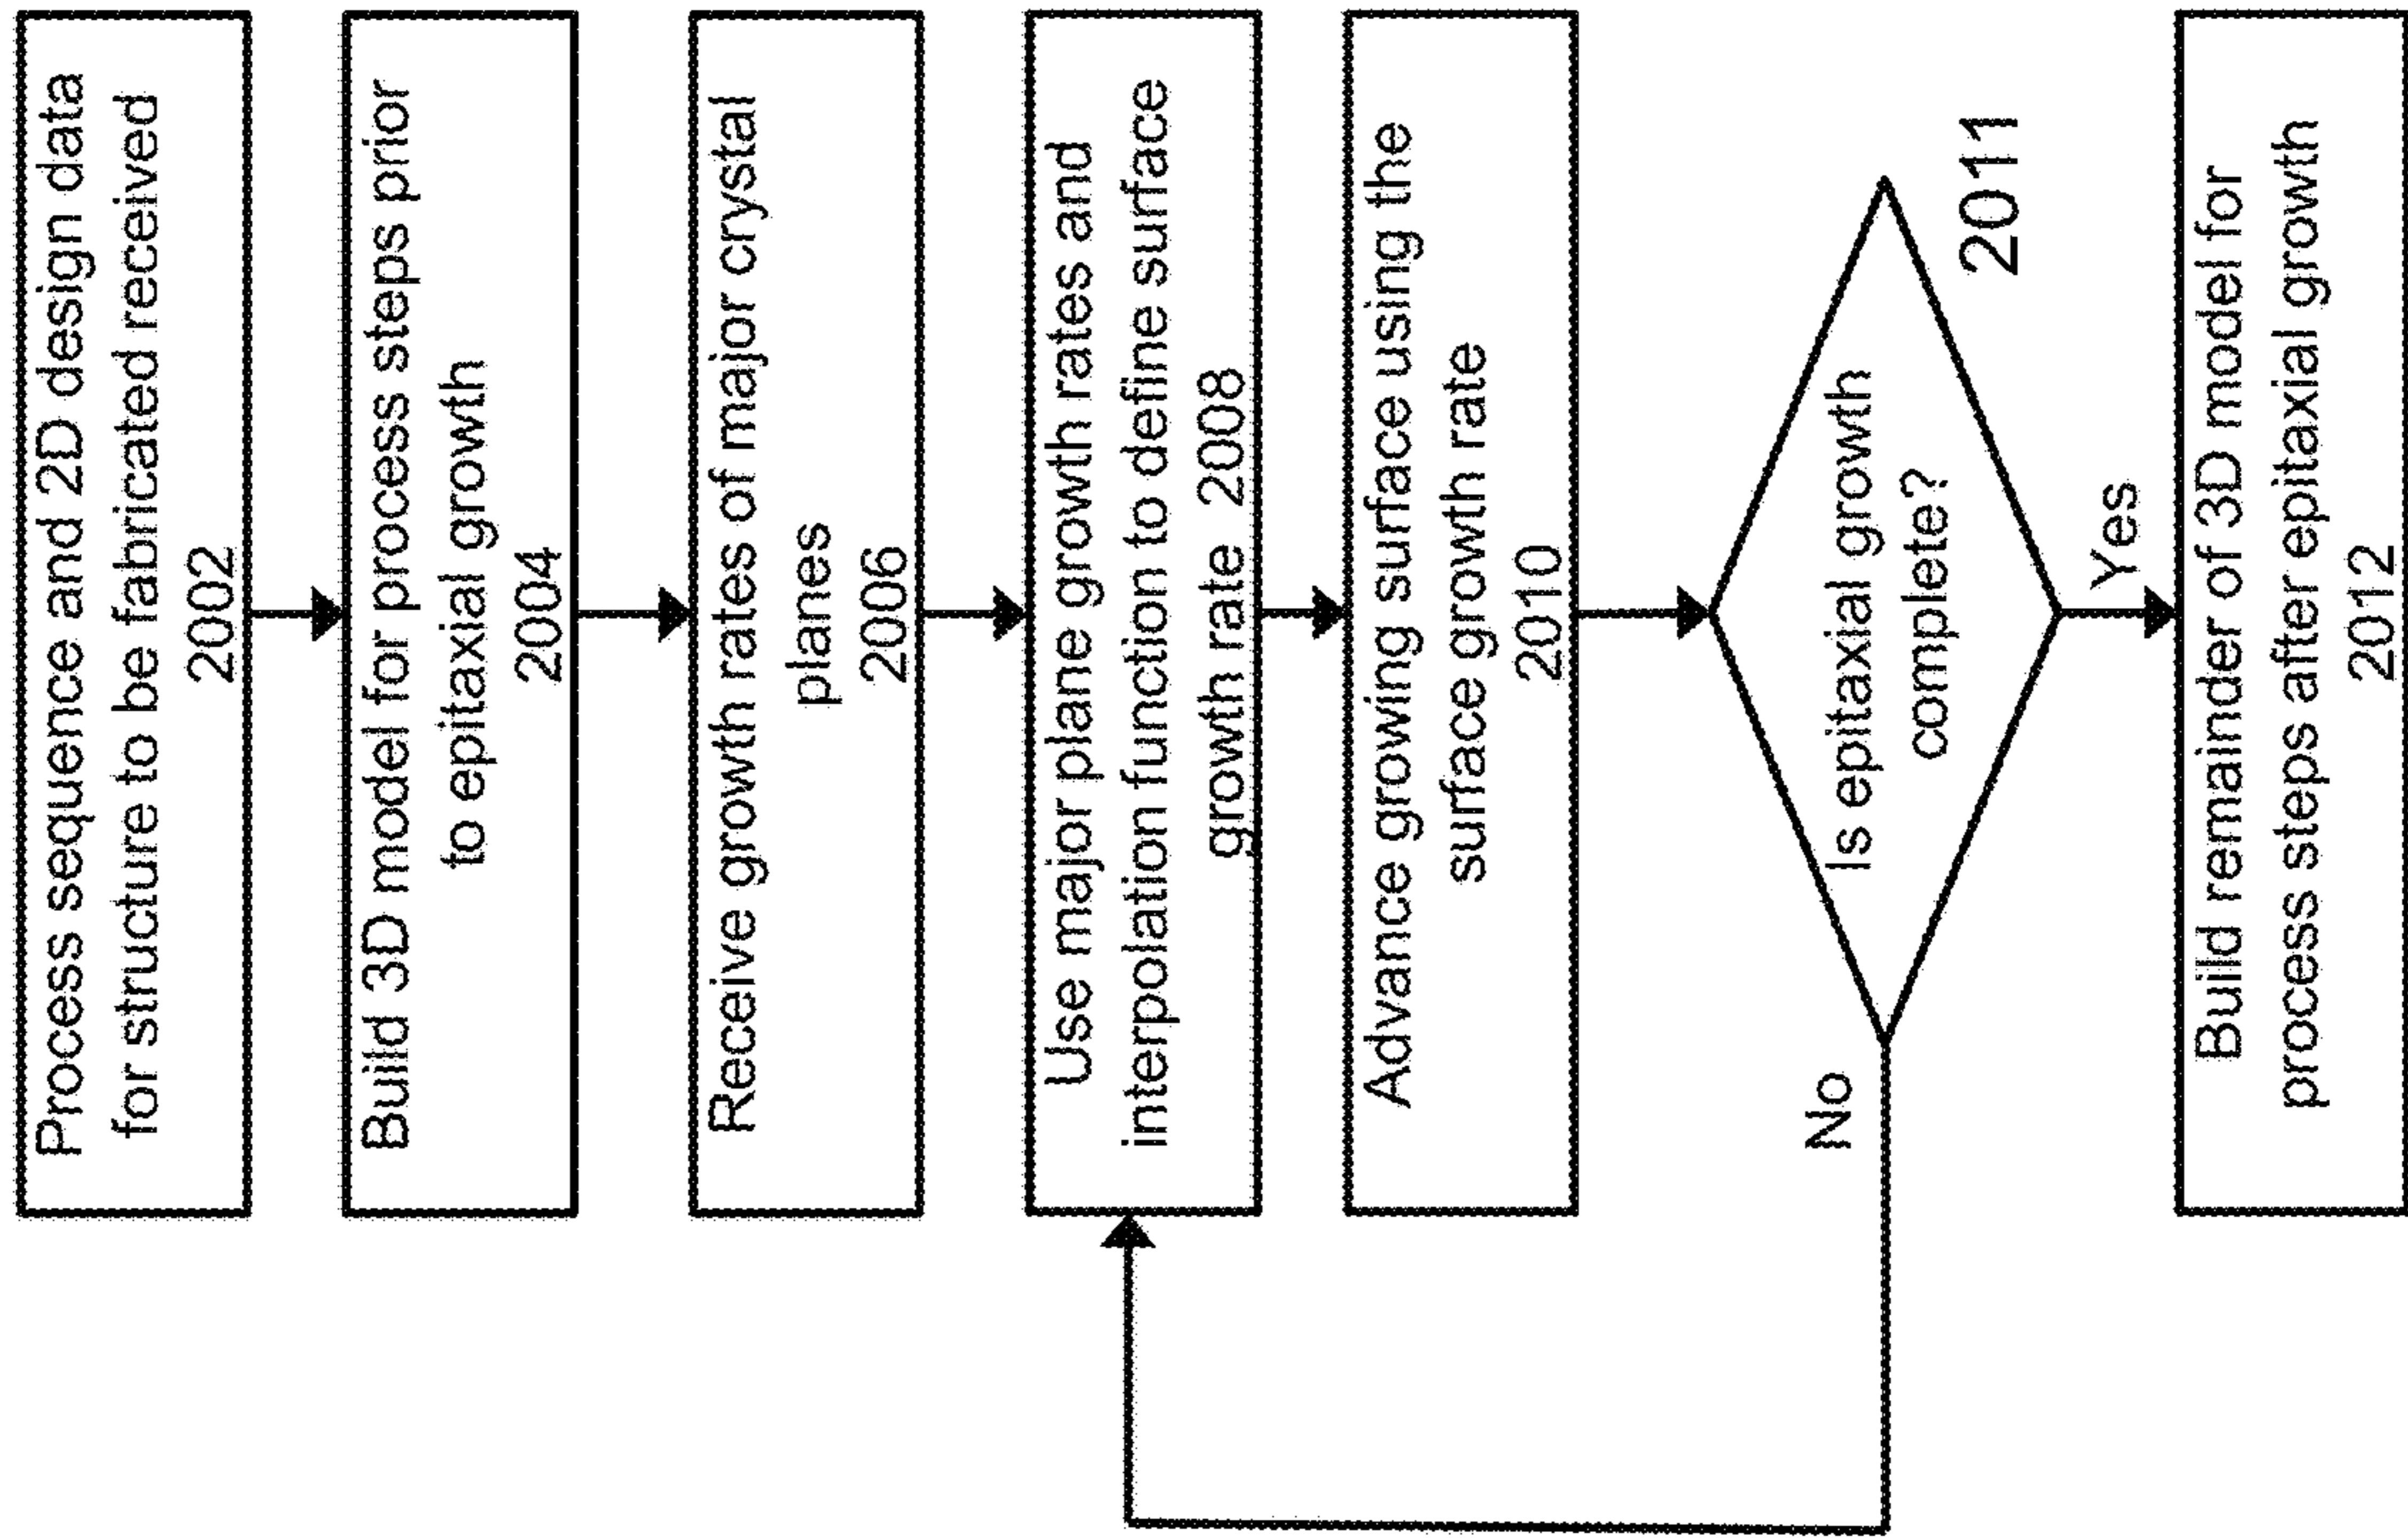 Process sequence and 2D design data
for structure to be fabricated received
2002
Build 3D model for process steps prior
to epitaxial growth
2004
Receive growth rates of major crystal
planes
2006
Use major plane growth rates and
interpolation function to define surface
growth rate 2008
Advance growing surface using the
surface growth rate
2010
Is epitaxial growth
complete?
2011
No
Yes
Build remainder of 3D model for
process steps after epitaxial growth
2012